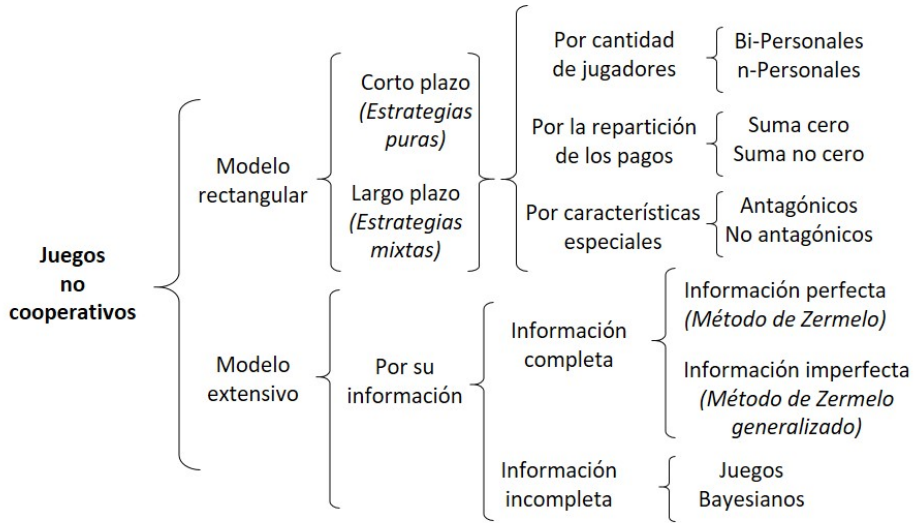 Juegos
no
cooperativos
Modelo
rectangular
Corto plazo
(Estrategias
puras)
Largo plazo
(Estrategias
mixtas)
Por cantidad
de jugadores
Bi-Personales
n-Personales
Por la repartición
de los pagos
Suma cero
Suma no cero
Por características
especiales
Antagónicos
No antagónicos
Modelo
extensivo
Por su
información
Información
completa
Información perfecta
(Método de Zermelo)
Información imperfecta
(Método de Zermelo
generalizado)
Información
incompleta
Juegos
Bayesianos